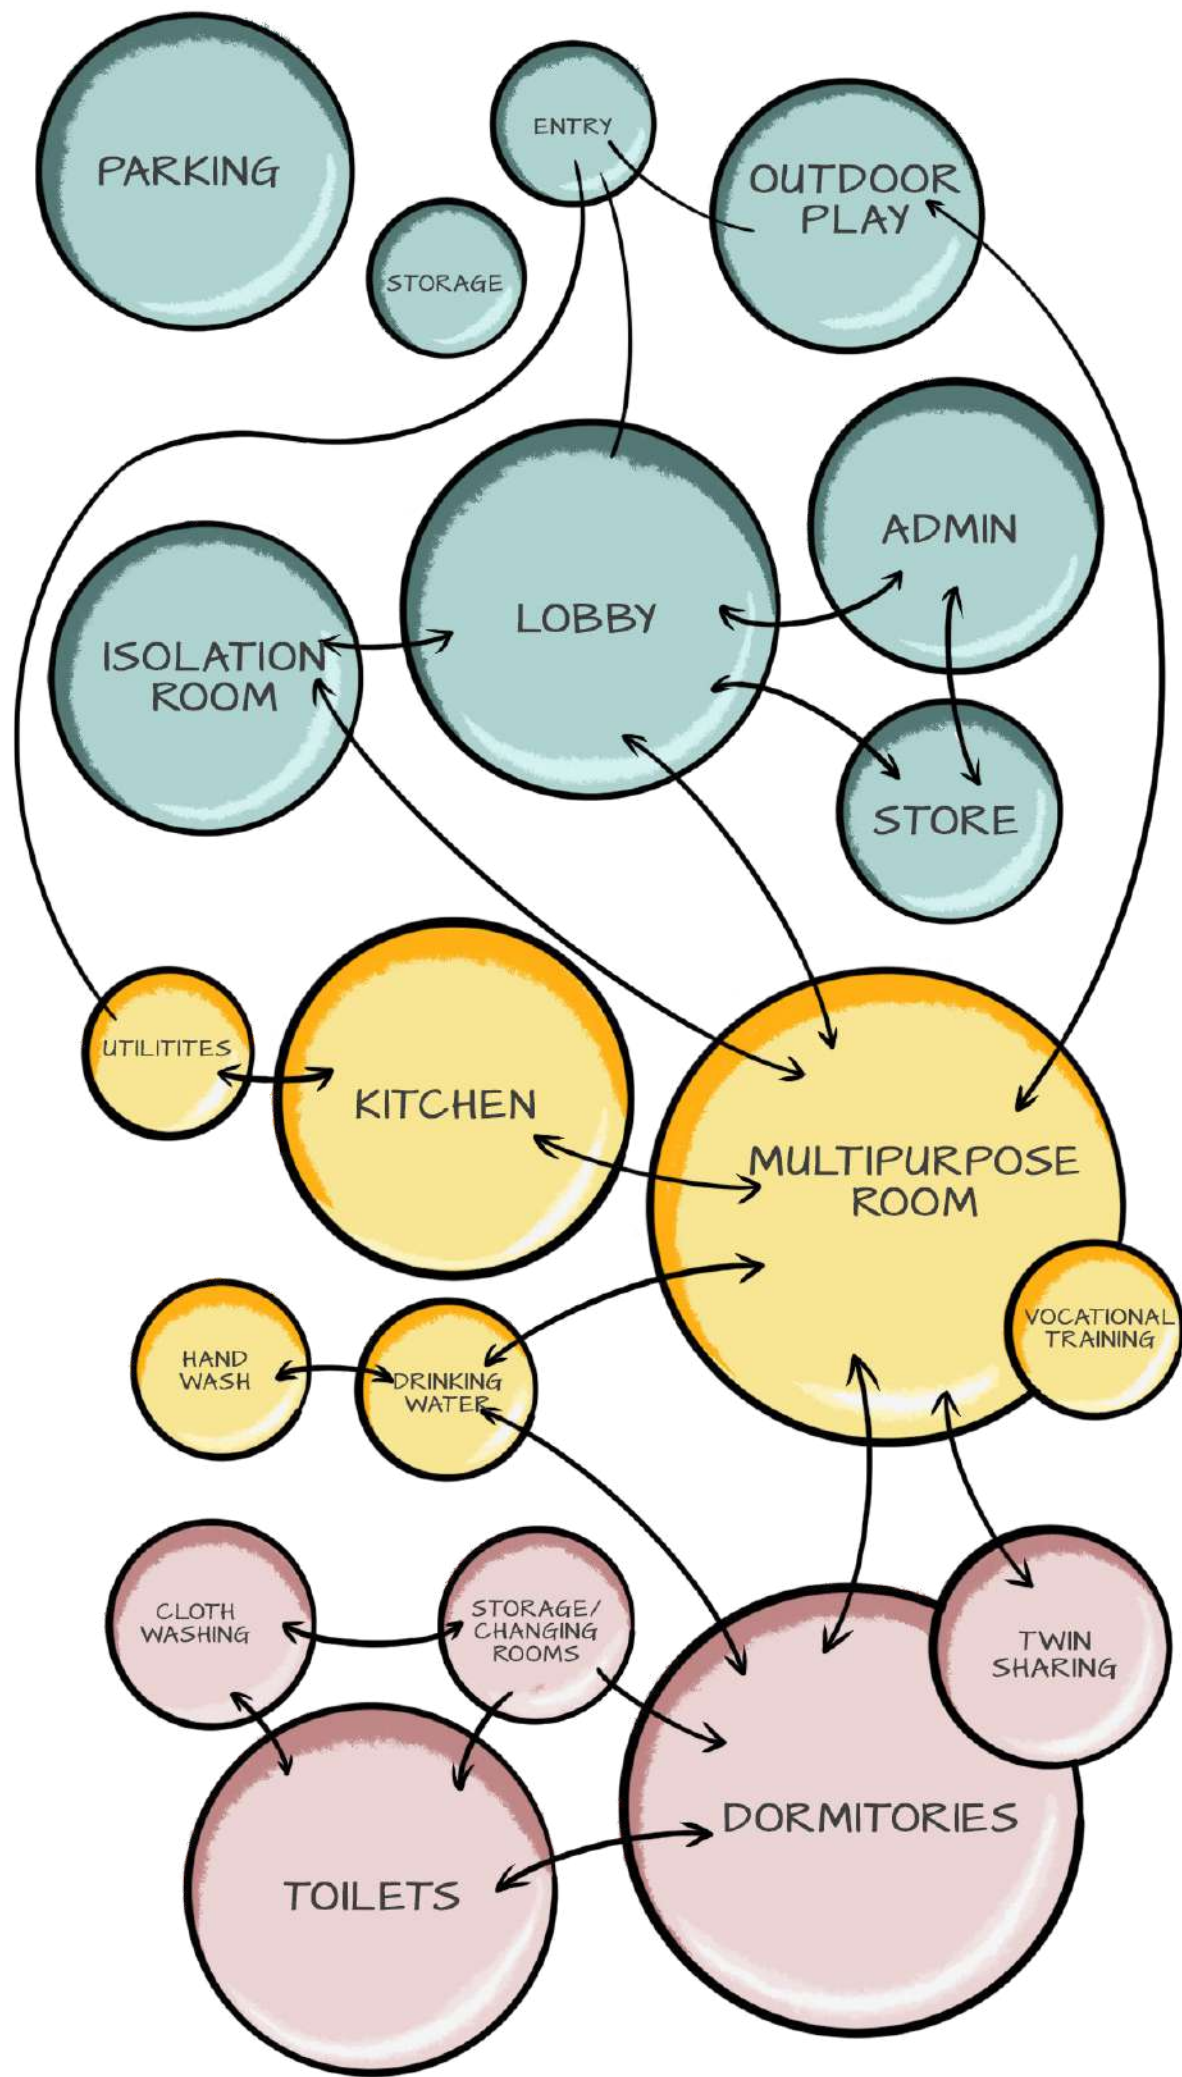 PARKING
ENTRY
OUTDOOR
PLAY
STORAGE
ADMIN
LOBBY
ISOLATION
ROOM
STORE
UTILITITES
KITCHEN
MULTIPURPOSE
ROOM
VOCATIONAL
TRAINING
HAND
WASH
DRINKING
WATER
CLOTH
WASHING
STORAGE/
CHANGING
ROOMS
TWIN
SHARING
DORMITORIES
TOILETS